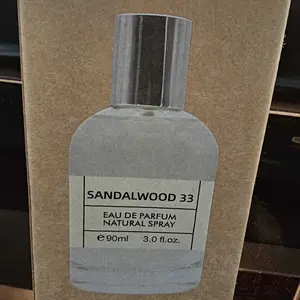 SANDALWOOD 33
EAU DE PARFUM
NATURAL SPRAY
℮90ml 3.0 fl.oz.